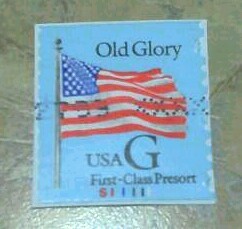 Old Glory
USA G
First-Class Presort
S1111